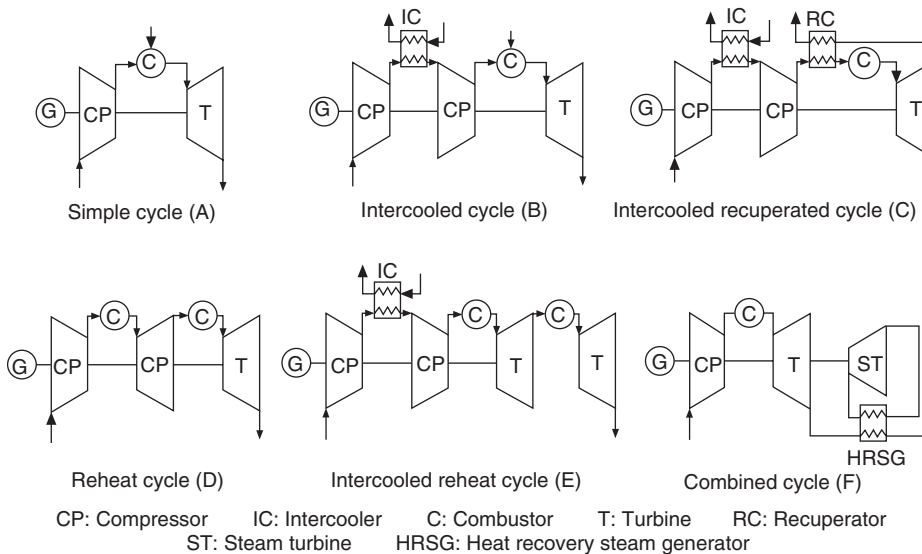 IC
IC
RC
C
C
C
G
CP
T
G
CP
CP
T
G
CP
CP
T
Simple cycle (A)
Intercooled cycle (B)
Intercooled recuperated cycle (C)
IC
C
C
C
C
C
G
CP
CP
T
G
CP
CP
T
T
G
CP
T
ST
HRSG
Reheat cycle (D)
Intercooled reheat cycle (E)
Combined cycle (F)
CP: Compressor IC: Intercooler C: Combustor T: Turbine RC: Recuperator
ST: Steam turbine HRSG: Heat recovery steam generator